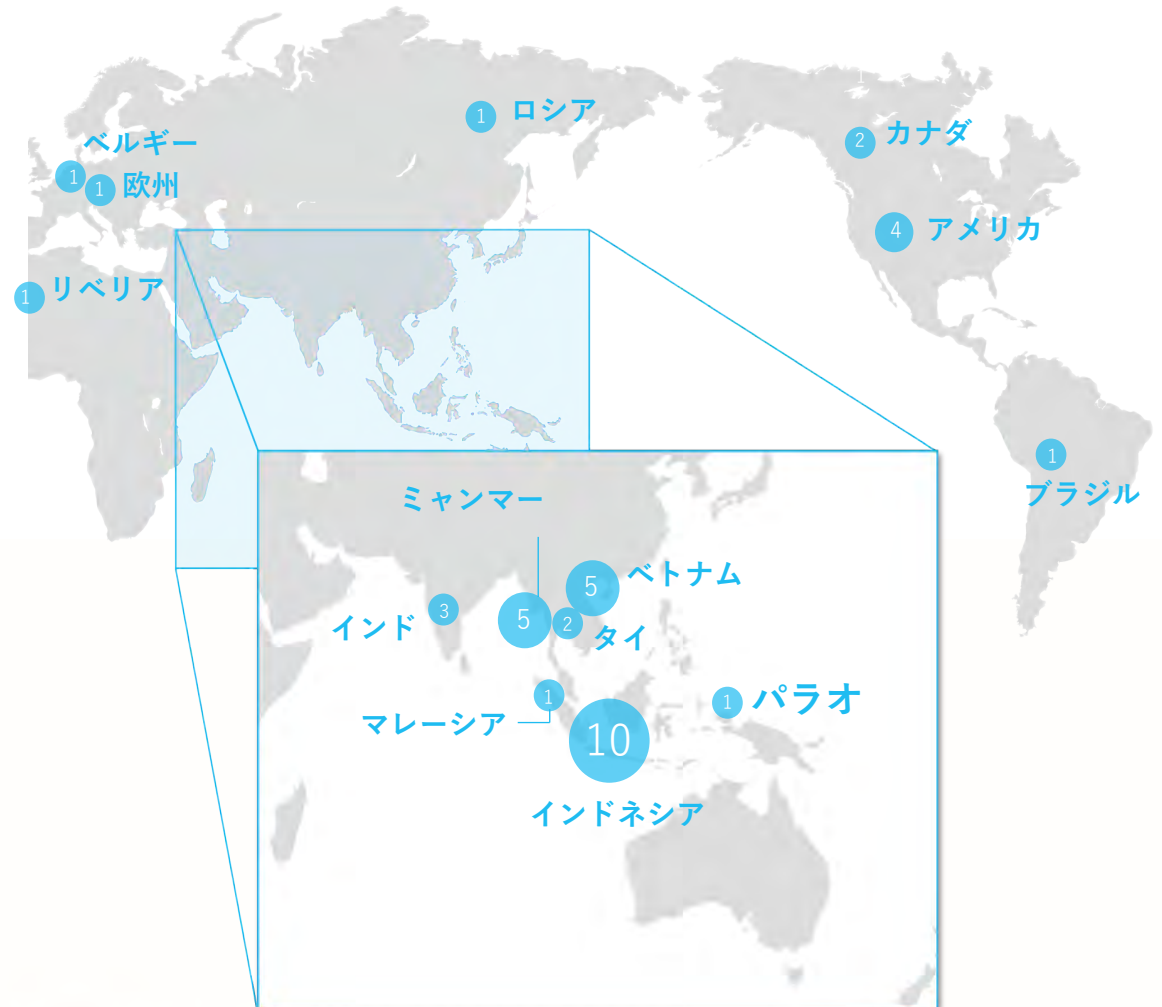 1 ロシア
2 カナダ
ベルギー
1
1 欧州
4 アメリカ
1 リベリア
1
ブラジル
ミャンマー
5 ベトナム
3
インド
5
2
タイ
1
マレーシア
1 パラオ
10
インドネシア